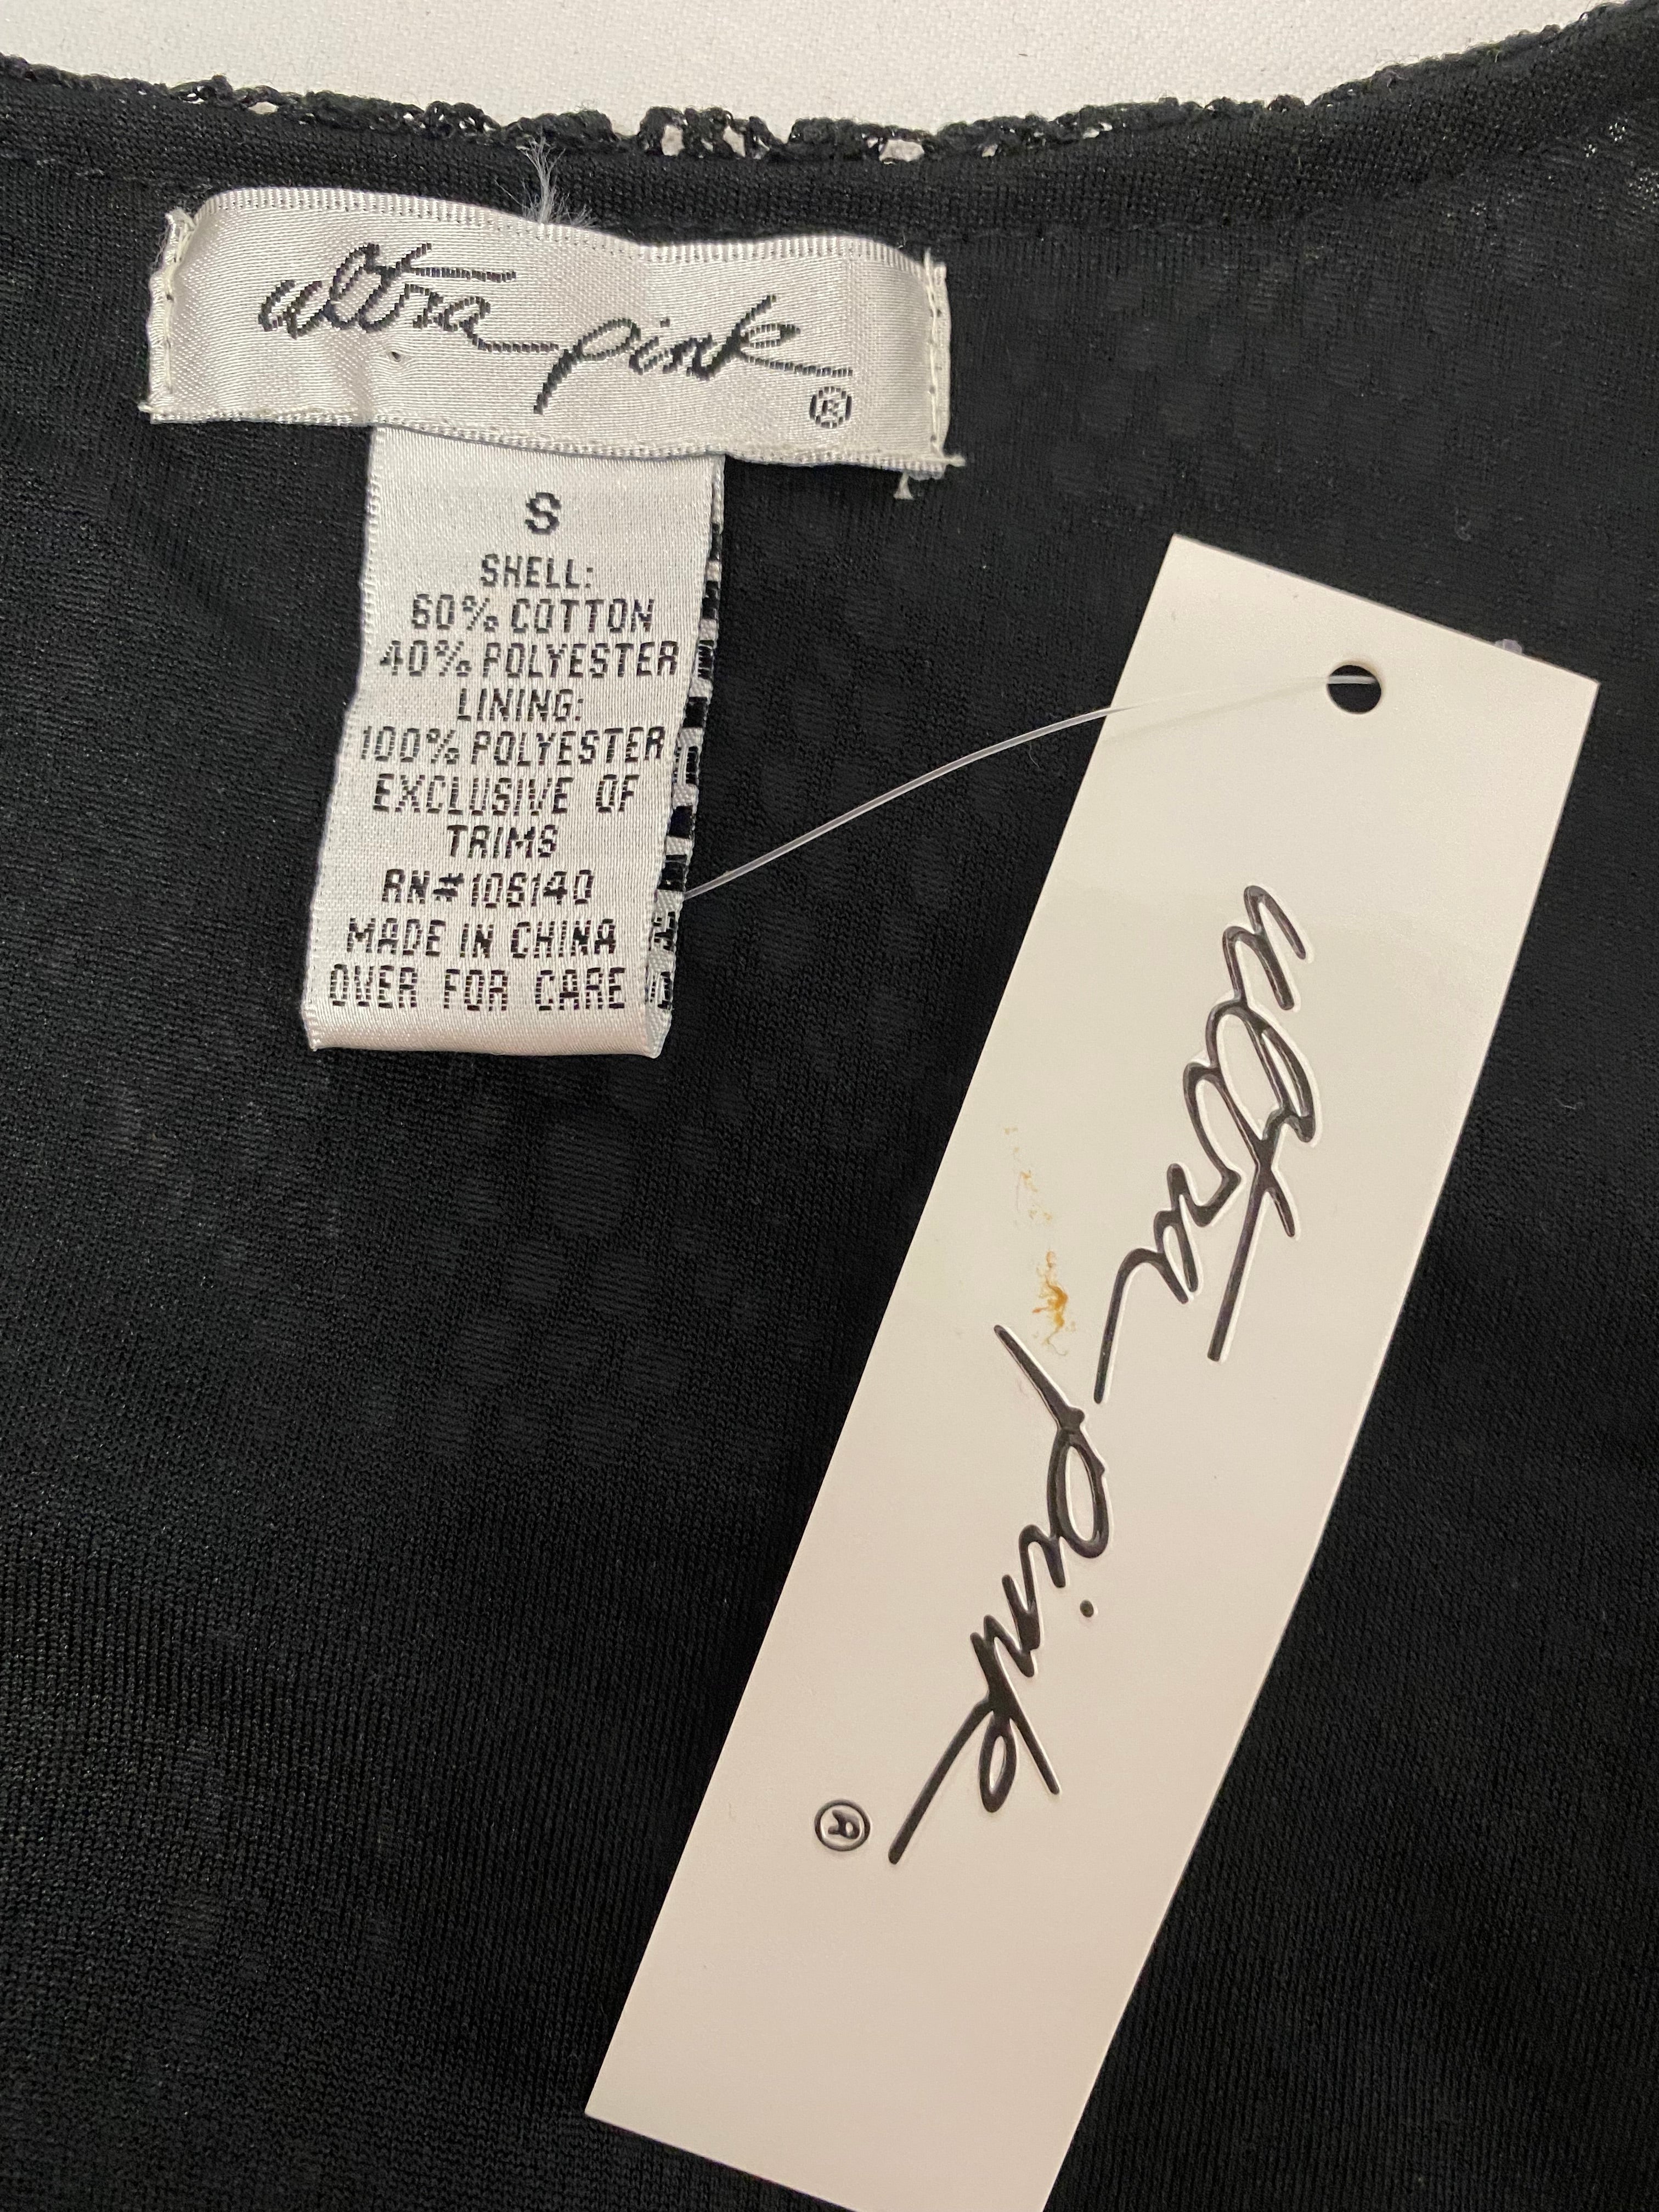 ultra pink
®
S
SHELL:
60% COTTON
40% POLYESTER
LINING:
100% POLYESTER
EXCLUSIVE OF
TRIMS
RN#106140
MADE IN CHINA
OVER FOR CARE
ultra pink
®